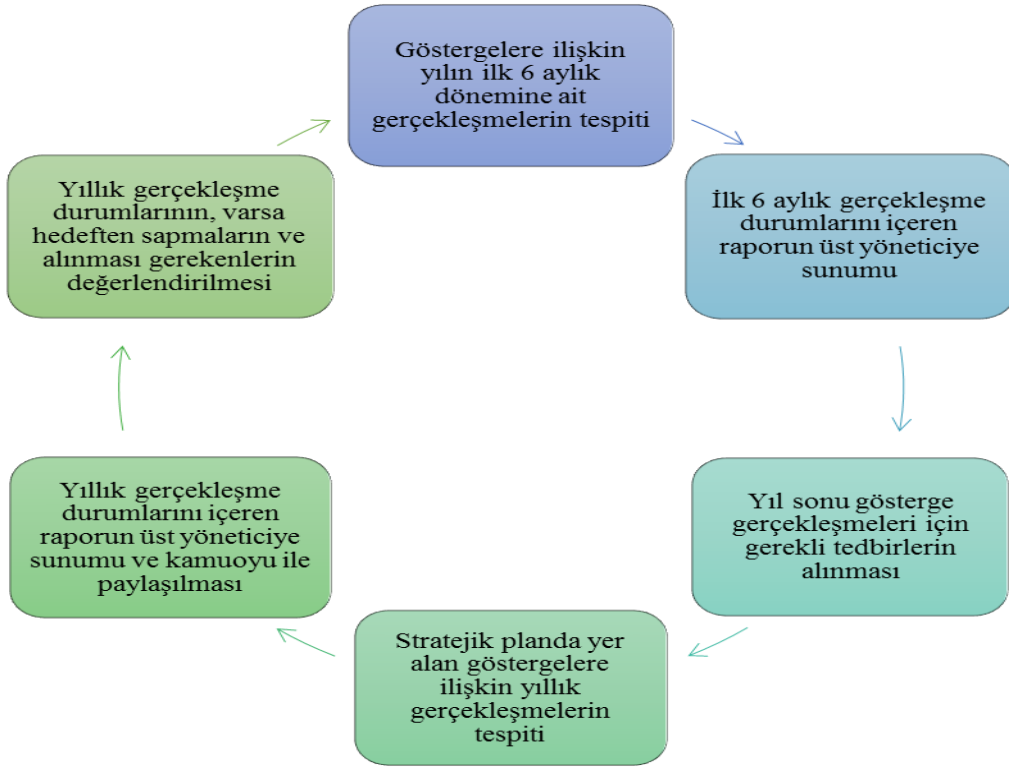 Göstergelere ilişkin
yılın ilk 6 aylık
dönemine ait
gerçekleşmelerin tespiti
İlk 6 aylık gerçekleşme
durumlarını içeren
raporun üst yöneticiye
sunumu
Yıl sonu gösterge
gerçekleşmeleri için
gerekli tedbirlerin
alınması
Stratejik planda yer
alan göstergelere
ilişkin yıllık
gerçekleşmelerin
tespiti
Yıllık gerçekleşme
durumlarını içeren
raporun üst yöneticiye
sunumu ve kamuoyu ile
paylaşılması
Yıllık gerçekleşme
durumlarının, varsa
hedeften sapmaların ve
alınması gerekenlerin
değerlendirilmesi